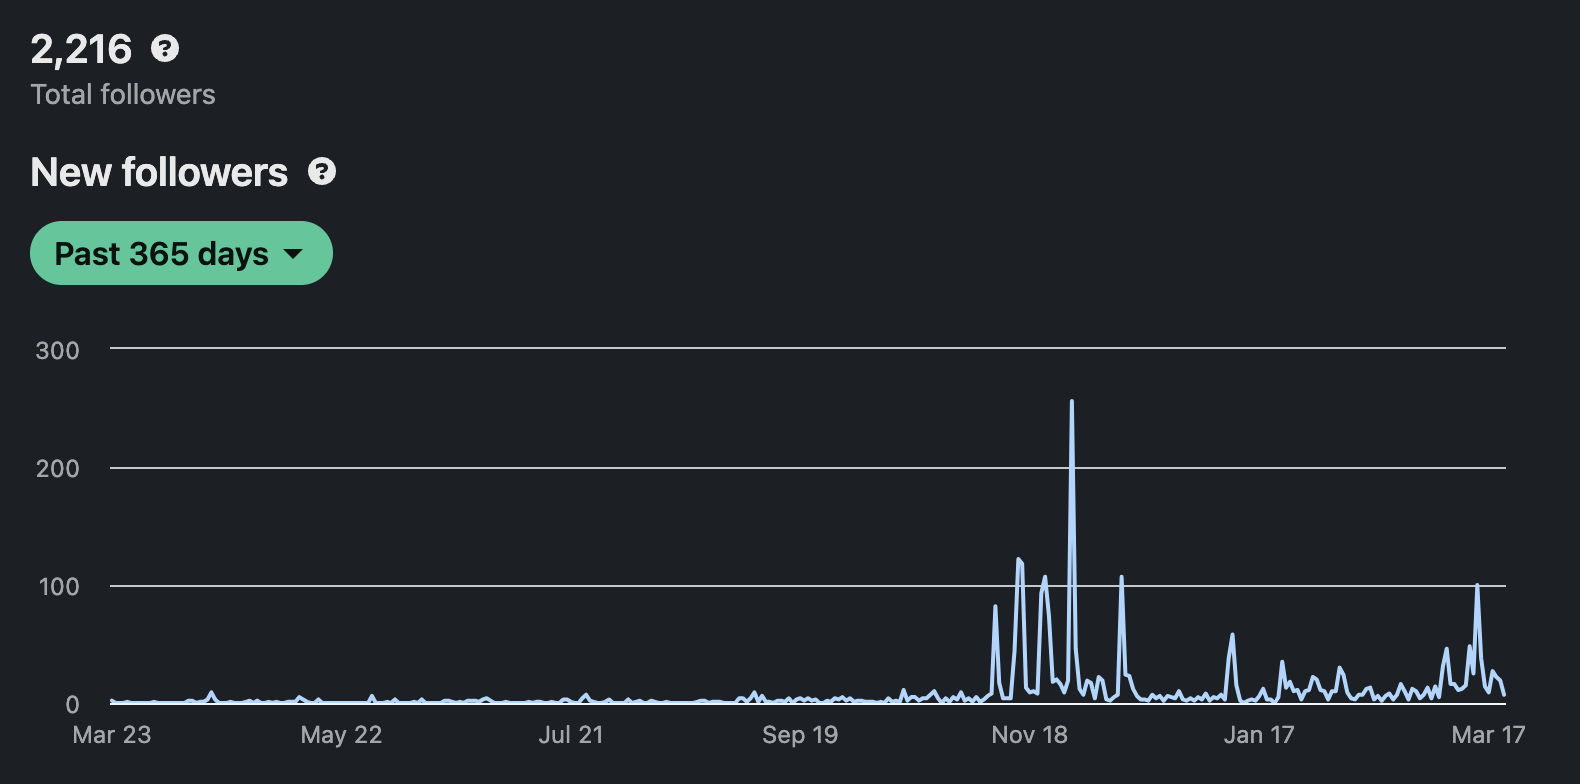 2,216 ?
Total followers
New followers ?
Past 365 days
300
200
100
0
Mar 23 May 22 Jul 21 Sep 19 Nov 18 Jan 17 Mar 17